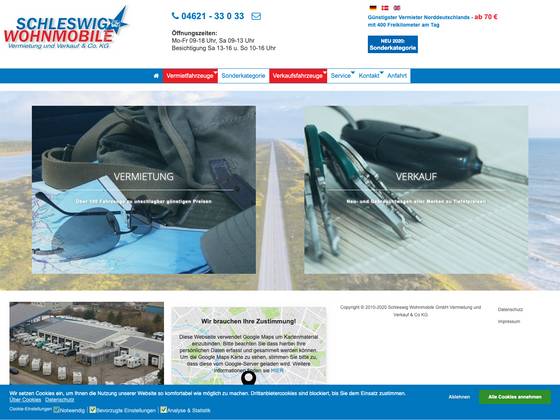 SCHLESWIG
WOHNMOBILE
Vermietung und Verkauf & Co. KG
04621 - 33 0 33
Öffnungszeiten:
Mo-Fr 09-16 Uhr, Sa 09-13 Uhr
Besichtigung Sa 13-16 u. So 10-16 Uhr
Günstigster Vermieter Norddeutschlands - ab 70 €
mit 400 Freikilometer am Tag
NEU 2020:
Sonderkategorie
Vermietfahrzeuge Sonderkategorie Verkaufsfahrzeuge Service Kontakt Anfahrt
VERMIETUNG
Über 100 Fahrzeuge zu unschlagbar günstigen Preisen
VERKAUF
Neu- und Gebrauchtwagen aller Marken zu Tiefstpreisen
Wir brauchen Ihre Zustimmung!
Diese Webseite verwendet Google Maps um Kartenmaterial
einzubinden. Bitte beachten Sie dass hierbei Ihre
persönlichen Daten erfasst und gesammelt werden können.
Um die Google Maps Karte zu sehen, stimmen Sie bitte zu,
dass diese vom Google-Server geladen wird. Weitere
Informationen finden sie HIER
Copyright © 2010-2020 Schleswig Wohnmobile GmbH Vermietung und
Verkauf & Co KG.
Datenschutz
Impressum
Wir setzen Cookies ein, um Ihnen die Nutzung unserer Website so komfortabel wie möglich zu machen. Drittanbietercookies sind blockiert, bis Sie dem Einsatz zustimmen.
Über Cookies Datenschutz
Cookie-Einstellungen Notwendig | Bevorzugte Einstellungen | Analyse & Statistik
Ablehnen
Alle Cookies annehmen